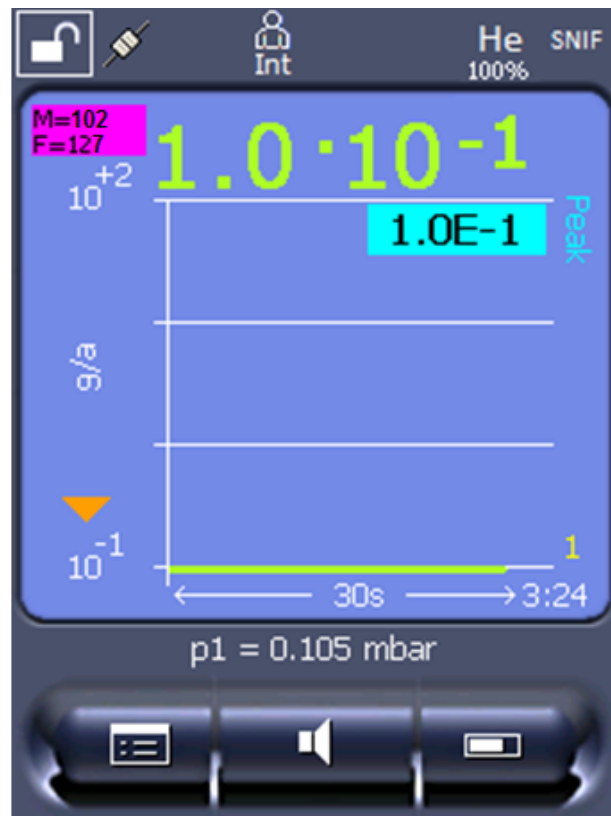 He SNIF
Int
100%
M=102
F=127
1.0·10⁻¹
10⁺²
1.0E-1
Peak
g/a
10⁻¹
1
30s
3:24
p1 = 0.105 mbar